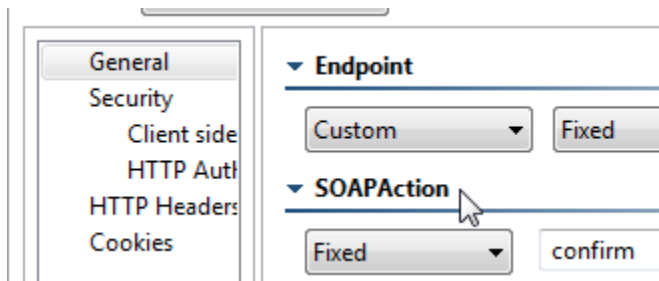 General
Security
Client side
HTTP Auth
HTTP Headers
Cookies
Endpoint
Custom Fixed
SOAPAction
Fixed confirm